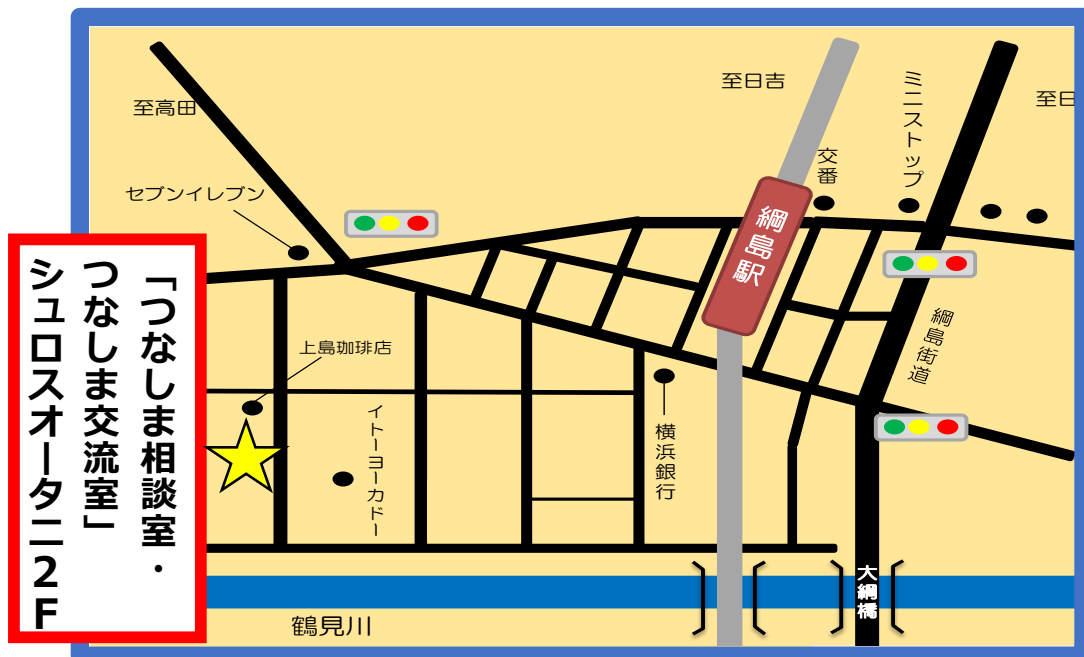 「つなしま相談室・
つなしま交流室」
シュロスオータニ２Ｆ
至高田
セブンイレブン
至日吉
交番
ミニストップ
至日
綱島駅
綱島街道
上島珈琲店
イトーヨーカドー
横浜銀行
大綱橋
鶴見川